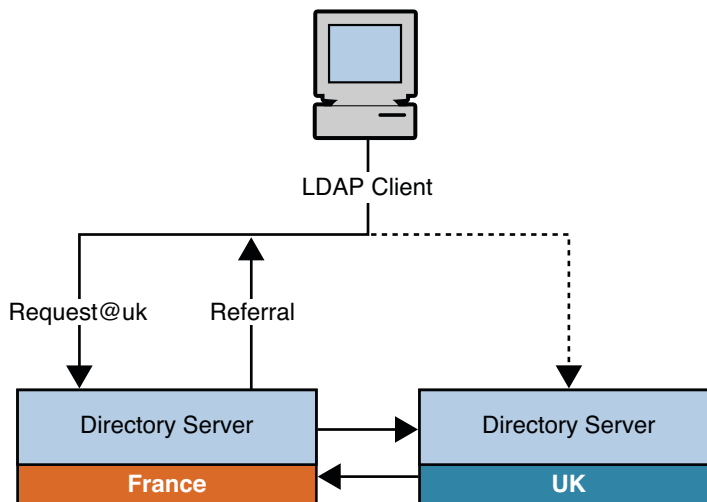 LDAP Client
Request@uk
Referral
Directory Server
Directory Server
France
UK